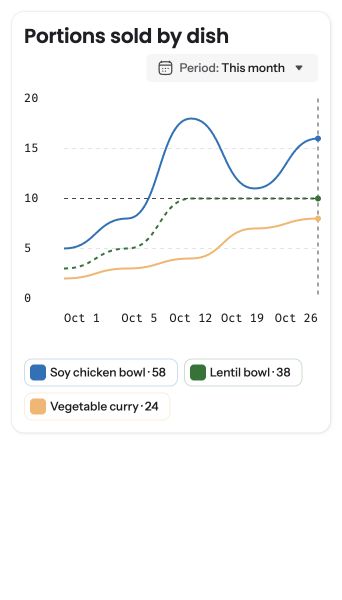 Portions sold by dish
Period: This month
20
15
10
5
0
Oct 1 Oct 5 Oct 12 Oct 19 Oct 26
Soy chicken bowl · 58 Lentil bowl · 38
Vegetable curry · 24